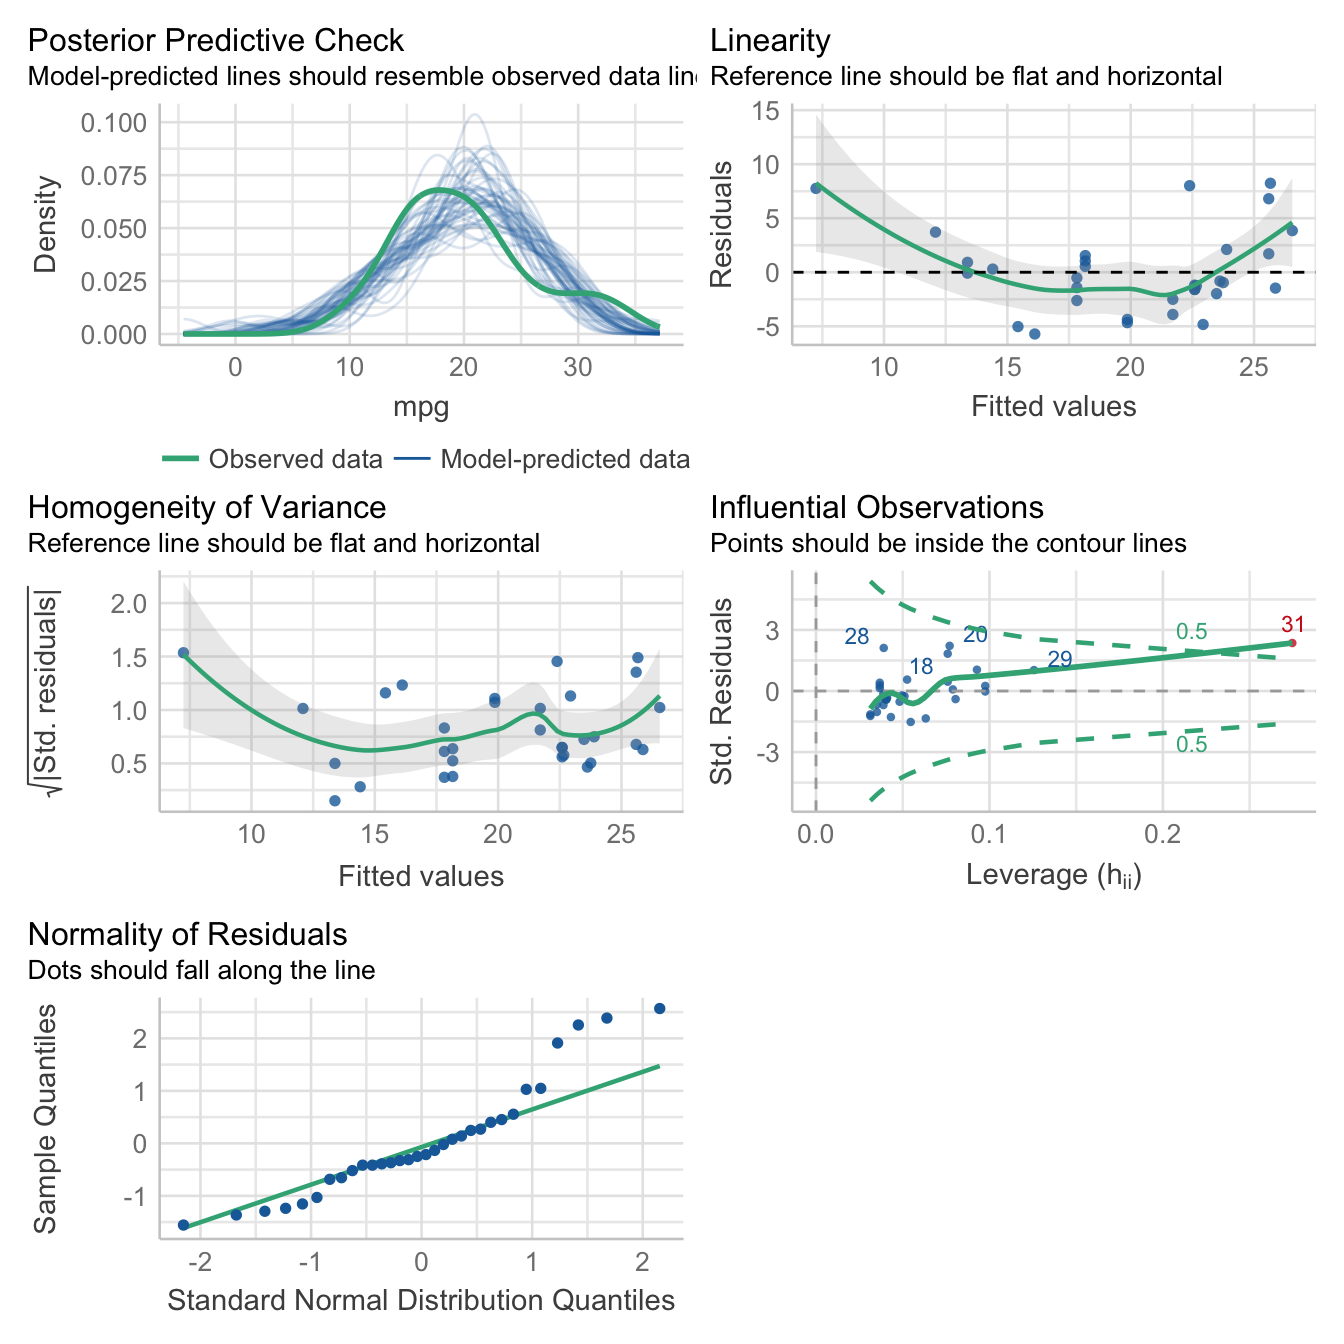 Posterior Predictive Check
Model-predicted lines should resemble observed data line
0.100
0.075
0.050
0.025
0.000
Density
0
10
20
30
mpg
Observed data
Model-predicted data
Linearity
Reference line should be flat and horizontal
15
10
5
0
-5
Residuals
10
15
20
25
Fitted values
Homogeneity of Variance
Reference line should be flat and horizontal
2.0
1.5
1.0
0.5
√|Std. residuals|
10
15
20
25
Fitted values
Influential Observations
Points should be inside the contour lines
3
0
-3
Std. Residuals
28
20
18
29
0.5
31
0.5
0.0
0.1
0.2
Leverage (hii)
Normality of Residuals
Dots should fall along the line
2
1
0
-1
Sample Quantiles
-2
-1
0
1
2
Standard Normal Distribution Quantiles